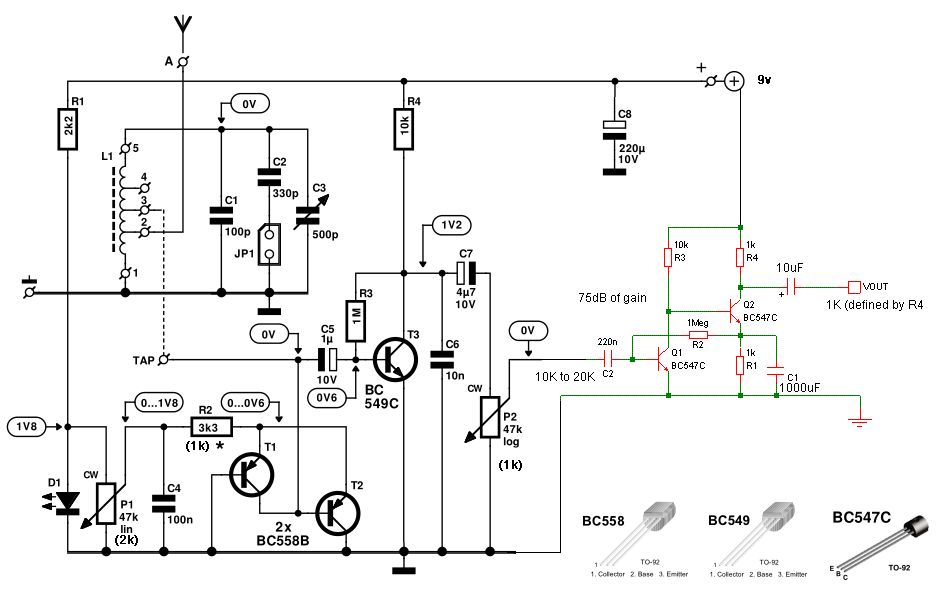 A
+
9v
R1
2k2
0V
R4
10k
C8
220µ
10V
5
L1
4
3
2
1
C1
100p
C2
330p
JP1
C3
500p
1V2
C7
4µ7
10V
R3
1M
0V
C5
1µ
10V
TAP
0V6
T3
BC
549C
C6
10n
0V
CW
P2
47k
log
(1k)
75dB of gain
10k
R3
1k
R4
10uF
+
VOUT
1K (defined by R4
Q2
BC547C
1Meg
R2
220n
C2
10K to 20K
Q1
BC547C
1k
R1
C1
1000uF
1V8
0...1V8
R2
3k3
(1k) *
0...0V6
T1
T2
2x
BC558B
D1
CW
P1
47k
lin
(2k)
C4
100n
BC558
1
TO-92
1. Collector 2. Base 3. Emitter
BC549
1
TO-92
1. Collector 2. Base 3. Emitter
BC547C
E
B
C
TO-92